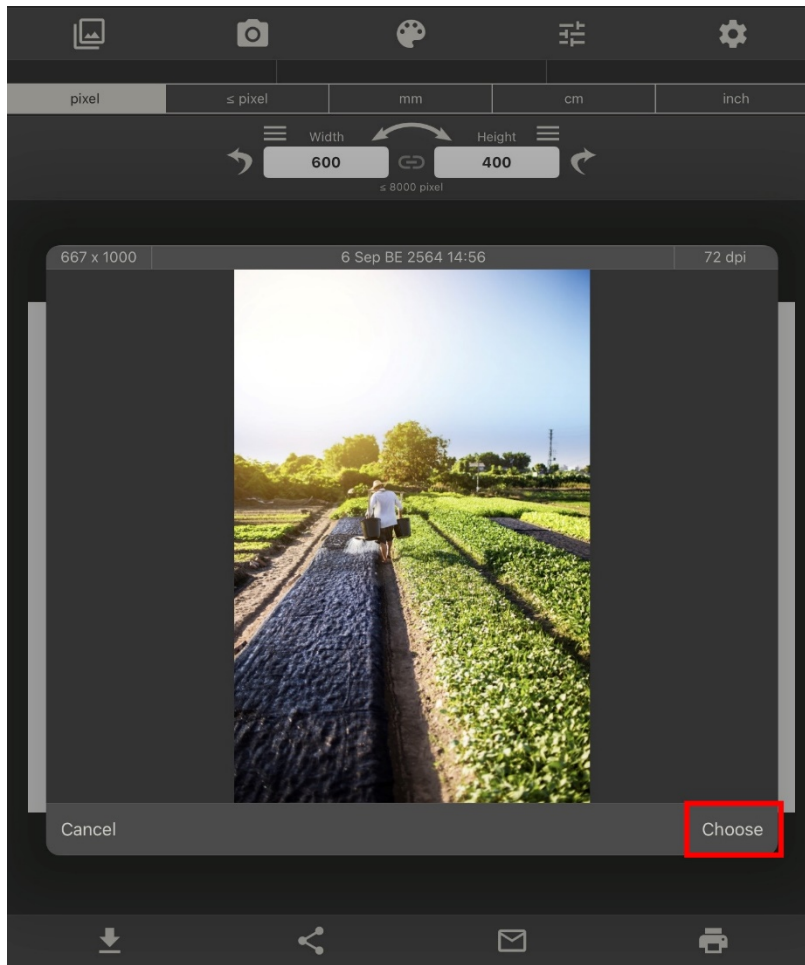 pixel ≤ pixel mm cm inch
Width Height
600 400
≤ 8000 pixel
667 x 1000 6 Sep BE 2564 14:56 72 dpi
Cancel Choose